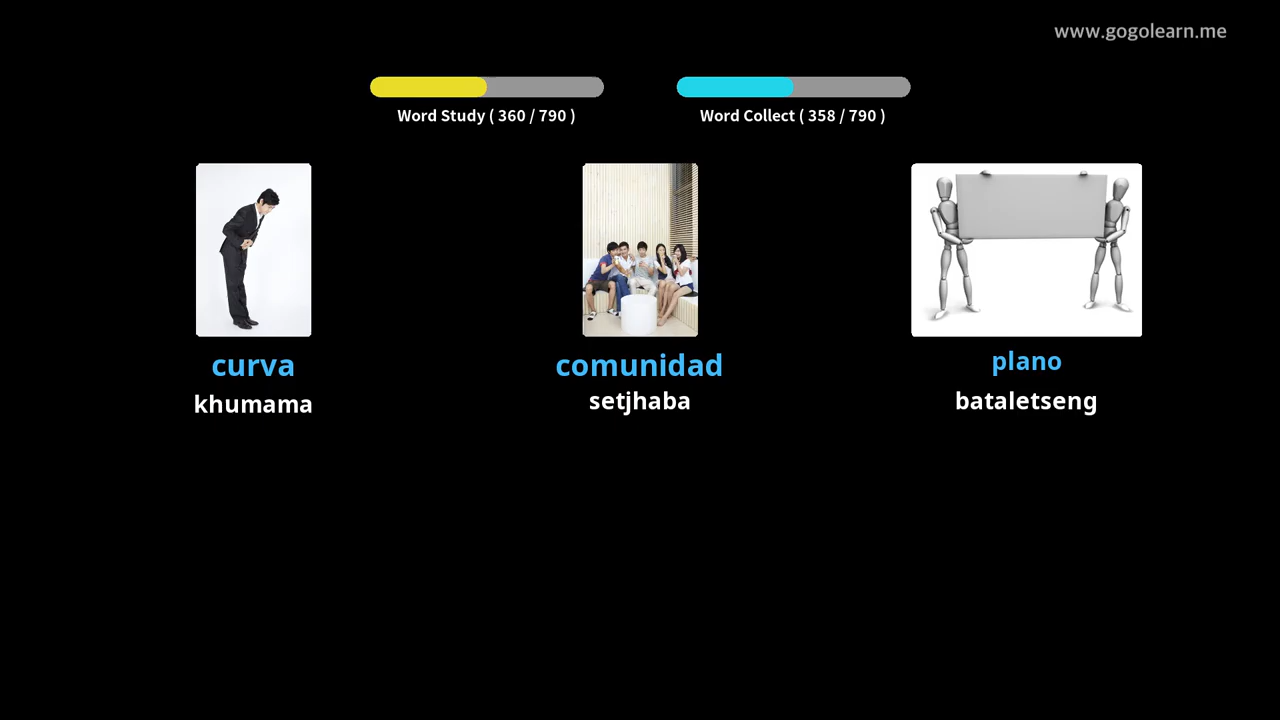 www.gogolearn.me
Word Study ( 360 / 790 )
Word Collect ( 358 / 790 )
curva
khumama
comunidad
setjhaba
plano
bataletseng